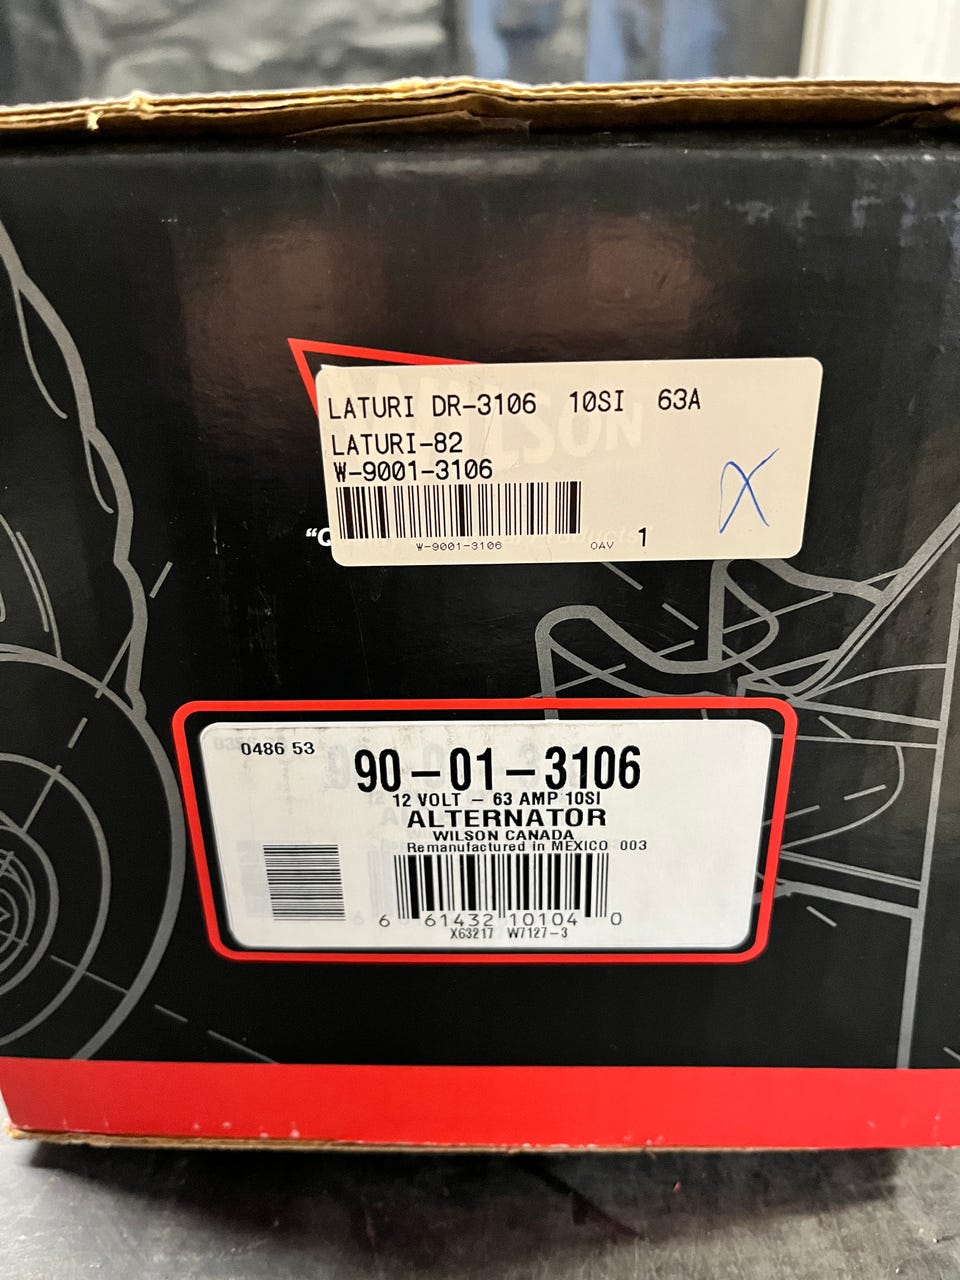 LATURI DR-3106 10SI 63A
LATURI-82
W-9001-3106
W-9001-3106 OAV 1
X
WILSON
0486 53
90-01-3106
12 VOLT - 63 AMP 10SI
ALTERNATOR
WILSON CANADA
Remanufactured in MEXICO 003
6 61432 10104 0
X63217 W7127-3